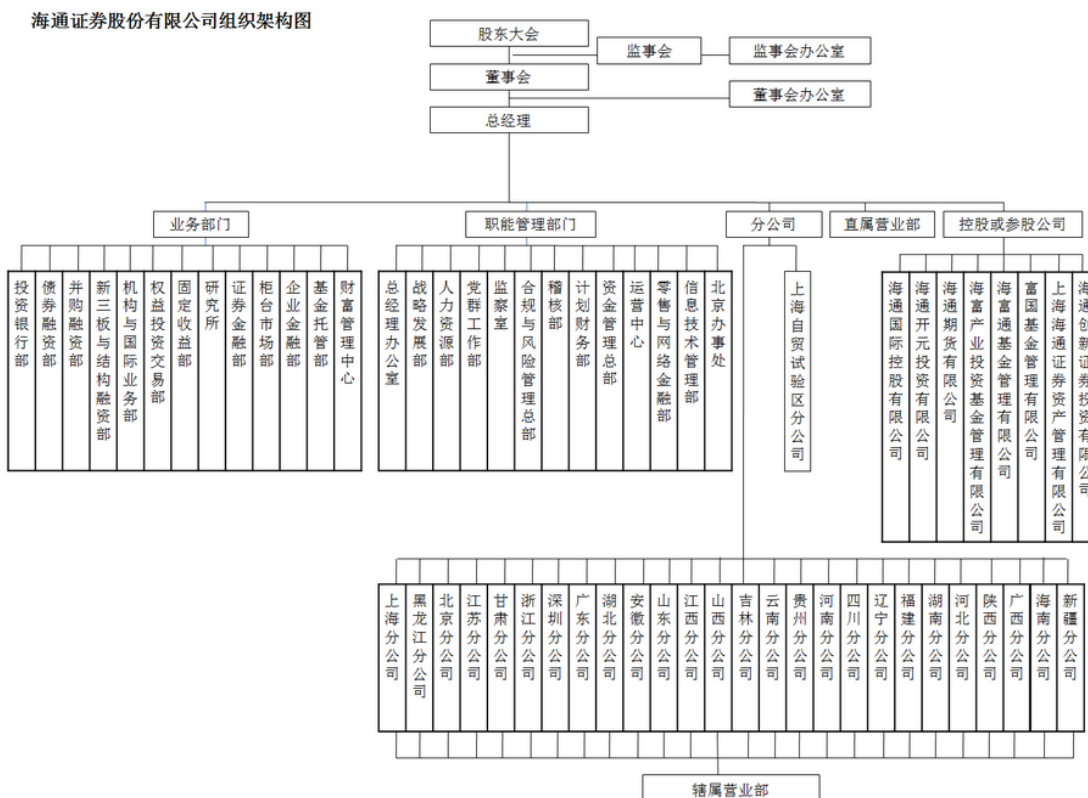 海通证券股份有限公司组织架构图
股东大会
监事会
监事会办公室
董事会
董事会办公室
总经理
业务部门
职能管理部门
分公司
直属营业部
控股或参股公司
投资银行部
债券融资部
并购融资部
新三板与结构融资部
机构与国际业务部
权益投资交易部
固定收益部
研究所
证券金融部
柜台市场部
企业金融部
基金托管部
财富管理中心
总经理办公室
战略发展部
人力资源部
党群工作部
监察室
合规与风险管理总部
稽核部
计划财务部
资金管理总部
运营中心
零售与网络金融部
信息技术管理部
北京办事处
上海自贸试验区分公司
海通国际控股有限公司
海通开元投资有限公司
海通期货有限公司
海富产业投资基金管理有限公司
海富通基金管理有限公司
富国基金管理有限公司
上海海通证券资产管理有限公司
海通创新证券投资有限公司
上海分公司
黑龙江分公司
北京分公司
江苏分公司
甘肃分公司
浙江分公司
深圳分公司
广东分公司
湖北分公司
安徽分公司
山东分公司
江西分公司
山西分公司
吉林分公司
云南分公司
贵州分公司
河南分公司
四川分公司
辽宁分公司
福建分公司
湖南分公司
河北分公司
陕西分公司
广西分公司
海南分公司
新疆分公司
辖属营业部